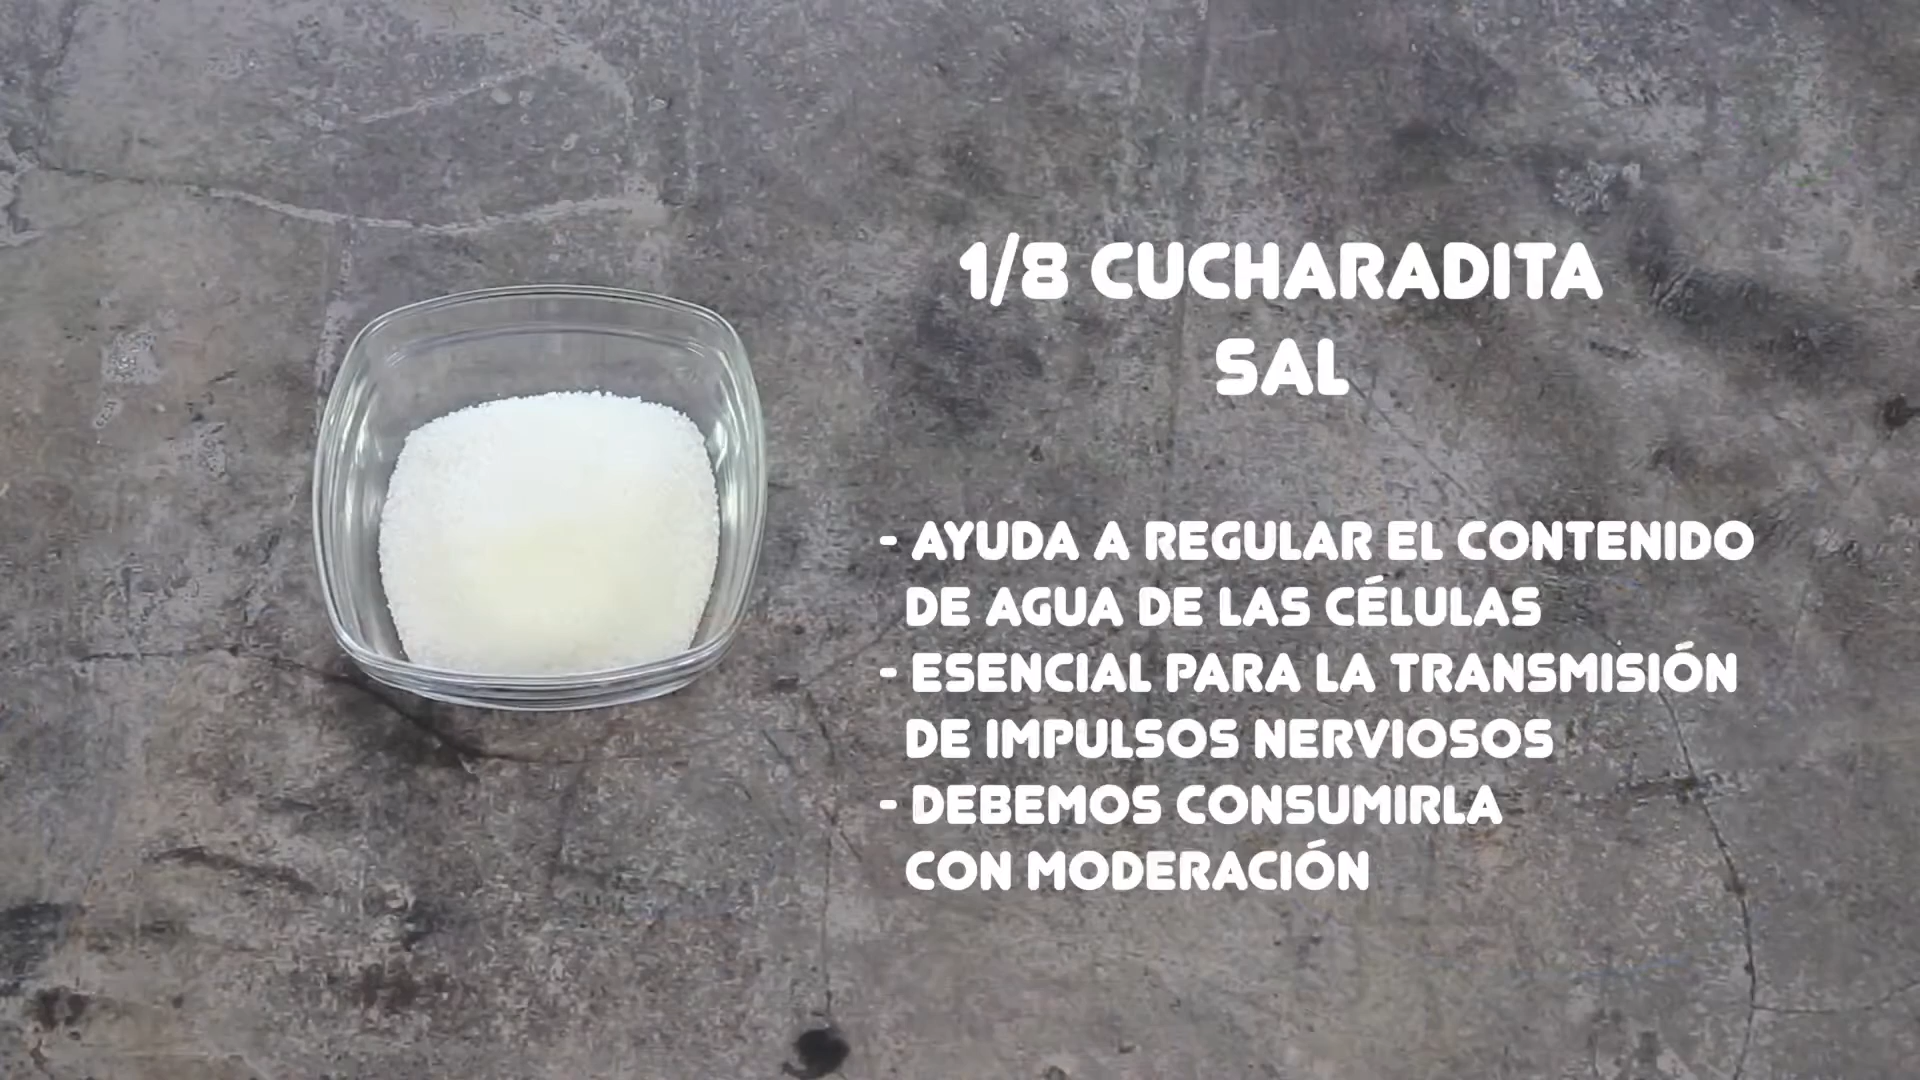 1/8 CUCHARADITA
SAL
- AYUDA A REGULAR EL CONTENIDO
DE AGUA DE LAS CÉLULAS
- ESENCIAL PARA LA TRANSMISIÓN
DE IMPULSOS NERVIOSOS
- DEBEMOS CONSUMIRLA
CON MODERACIÓN